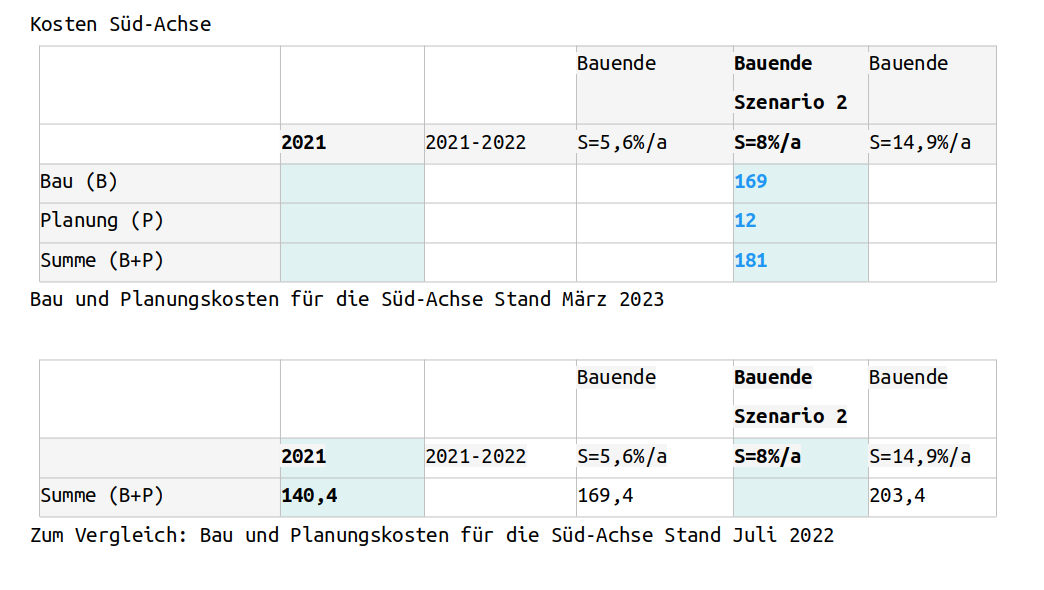 Kosten Süd-Achse
Bauende Bauende Bauende
Szenario 2
2021 2021-2022 S=5,6%/a S=8%/a S=14,9%/a
Bau (B) 169
Planung (P) 12
Summe (B+P) 181
Bau und Planungskosten für die Süd-Achse Stand März 2023
Bauende Bauende Bauende
Szenario 2
2021 2021-2022 S=5,6%/a S=8%/a S=14,9%/a
Summe (B+P) 140,4 169,4 203,4
Zum Vergleich: Bau und Planungskosten für die Süd-Achse Stand Juli 2022